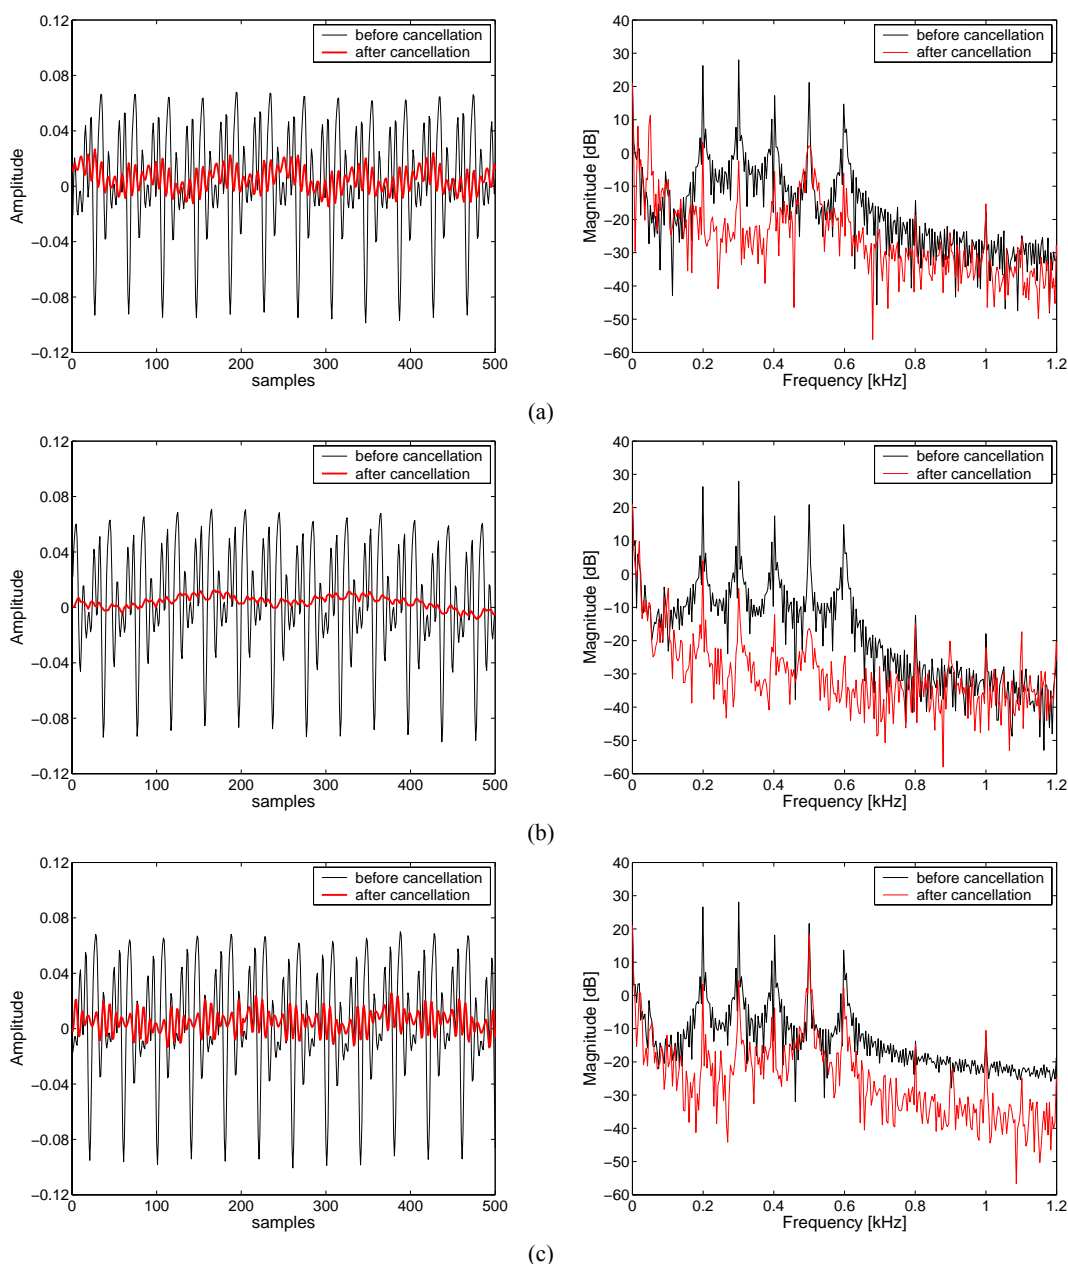 0.12
0.08
0.04
0
−0.04
−0.08
−0.12
0 100 200 300 400 500
Amplitude
samples
before cancellation
after cancellation
40
30
20
10
0
−10
−20
−30
−40
−50
−60
0 0.2 0.4 0.6 0.8 1 1.2
Magnitude [dB]
Frequency [kHz]
before cancellation
after cancellation
(a)
0.12
0.08
0.04
0
−0.04
−0.08
−0.12
0 100 200 300 400 500
Amplitude
samples
before cancellation
after cancellation
40
30
20
10
0
−10
−20
−30
−40
−50
−60
0 0.2 0.4 0.6 0.8 1 1.2
Magnitude [dB]
Frequency [kHz]
before cancellation
after cancellation
(b)
0.12
0.08
0.04
0
−0.04
−0.08
−0.12
0 100 200 300 400 500
Amplitude
samples
before cancellation
after cancellation
40
30
20
10
0
−10
−20
−30
−40
−50
−60
0 0.2 0.4 0.6 0.8 1 1.2
Magnitude [dB]
Frequency [kHz]
before cancellation
after cancellation
(c)